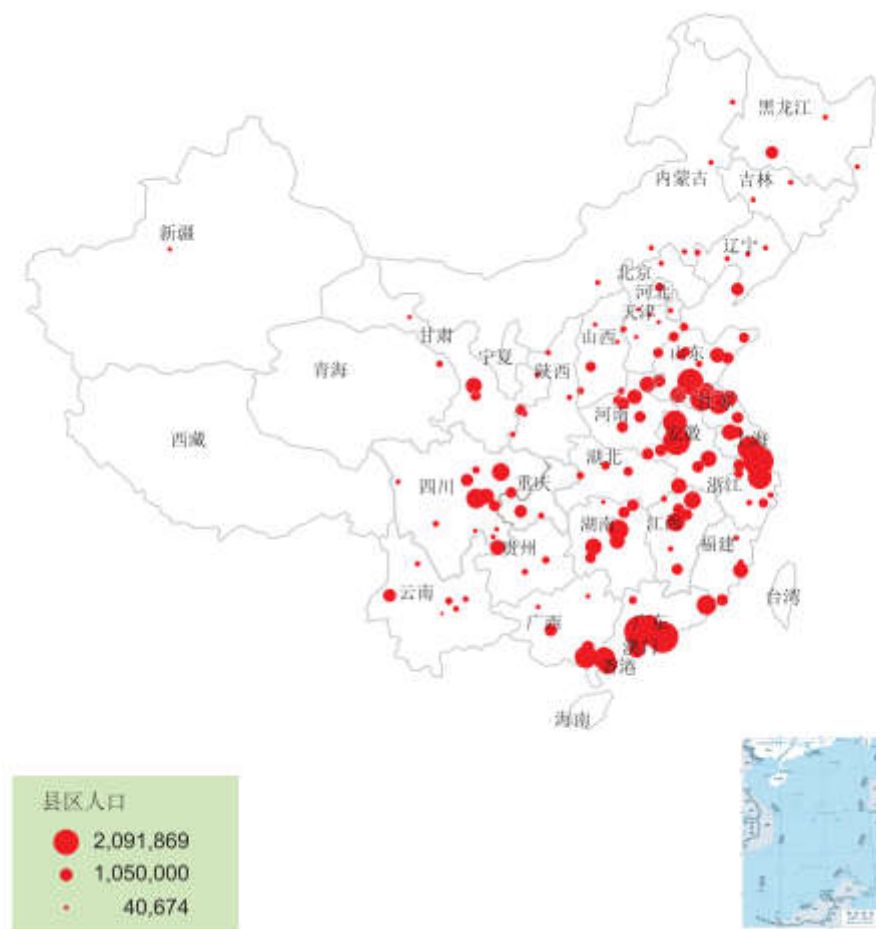 黑龙江
内蒙古
吉林
新疆
辽宁
北京
河北
天津
甘肃
山西
宁夏
山东
陕西
青海
河南
西藏
安徽
湖北
四川
重庆
浙江
湖南
贵州
福建
云南
台湾
广西
广东
澳门
香港
海南
县区人口
2,091,869
1,050,000
40,674